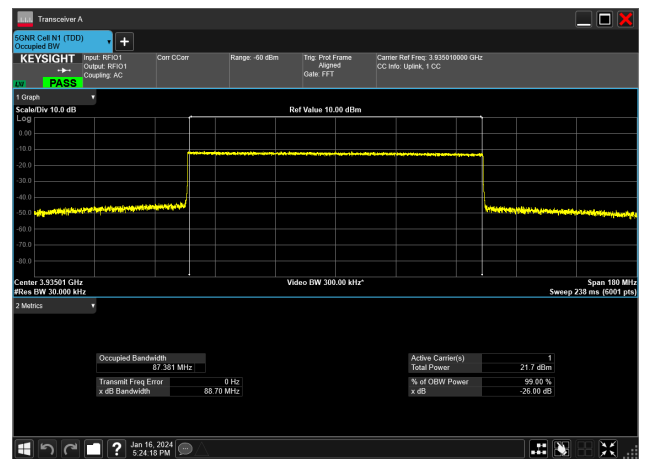 Transceiver A
5GNR Cell N1 (TDD)
Occupied BW
KEYSIGHT
PASS
Input: RFIO1
Output: RFIO1
Coupling: AC
Corr CCorr
Range: -60 dBm
Trig: Prot Frame
Aligned
Gate: FFT
Carrier Ref Freq: 3.935010000 GHz
CC Info: Uplink, 1 CC
1 Graph
Scale/Div 10.0 dB
Ref Value 10.00 dBm
Log
0.00
-10.0
-20.0
-30.0
-40.0
-50.0
-60.0
-70.0
-80.0
Center 3.93501 GHz
Video BW 300.00 kHz*
Span 180 MHz
#Res BW 30.000 kHz
Sweep 238 ms (6001 pts)
2 Metrics
Occupied Bandwidth
87.381 MHz
Transmit Freq Error 0 Hz
x dB Bandwidth 88.70 MHz
Active Carrier(s) 1
Total Power 21.7 dBm
% of OBW Power 99.00 %
x dB -26.00 dB
Jan 16, 2024
5:24:18 PM